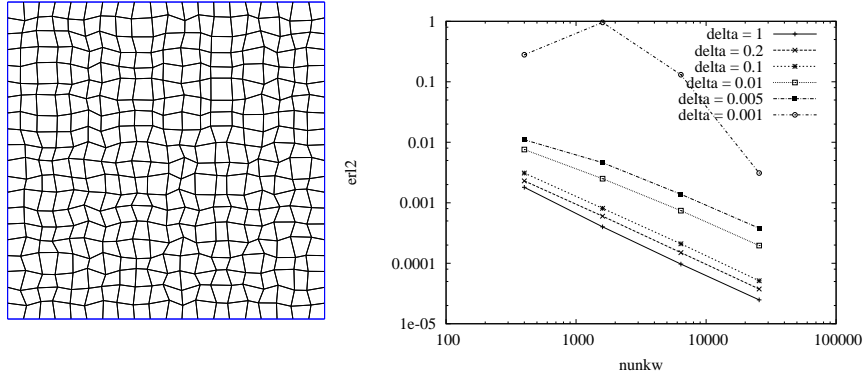 1
0.1
0.01
0.001
0.0001
1e-05
100
1000
10000
100000
erl2
nunkw
delta = 1
delta = 0.2
delta = 0.1
delta = 0.01
delta = 0.005
delta = 0.001